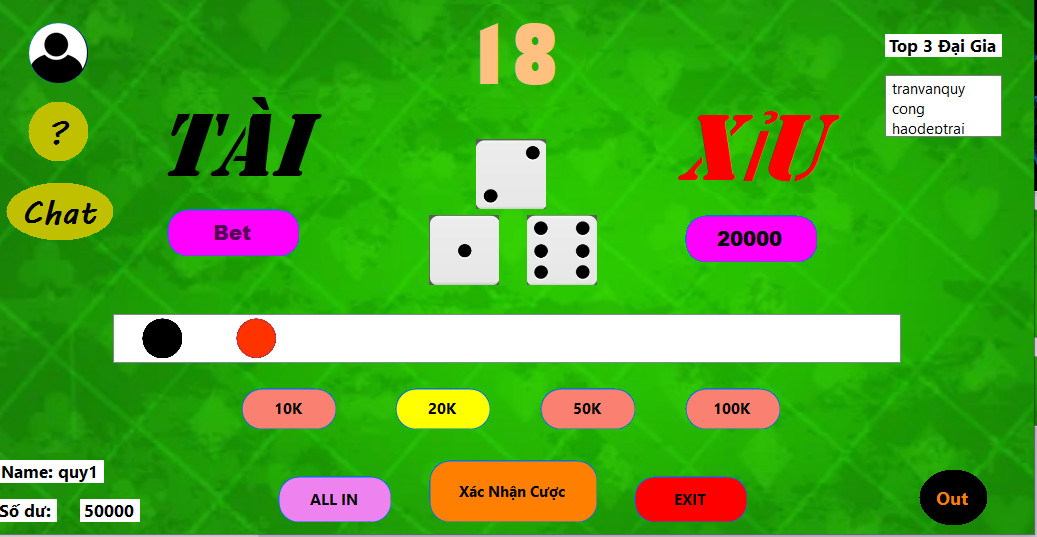 18
Top 3 Đại Gia
tranvanquy
cong
haodeptrai
?
TÀI
XỈU
Chat
Bet
20000
10K
20K
50K
100K
Name: quy1
Số dư:
50000
ALL IN
Xác Nhận Cược
EXIT
Out